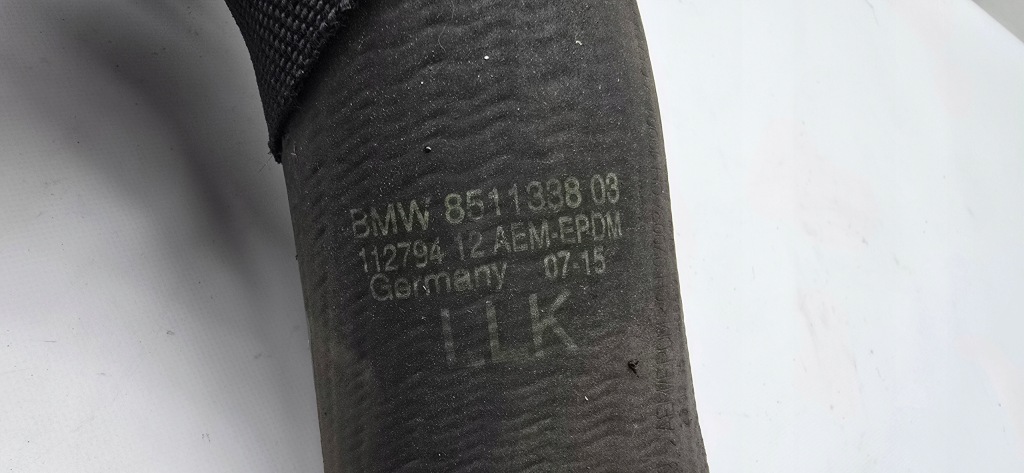 BMW 8511338 03
112794 12 AEM-EPDM
Germany 07-15
LLK